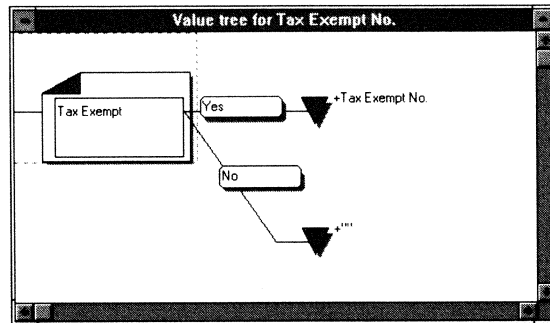 Value tree for Tax Exempt No.
Tax Exempt
Yes
+Tax Exempt No.
No
+""